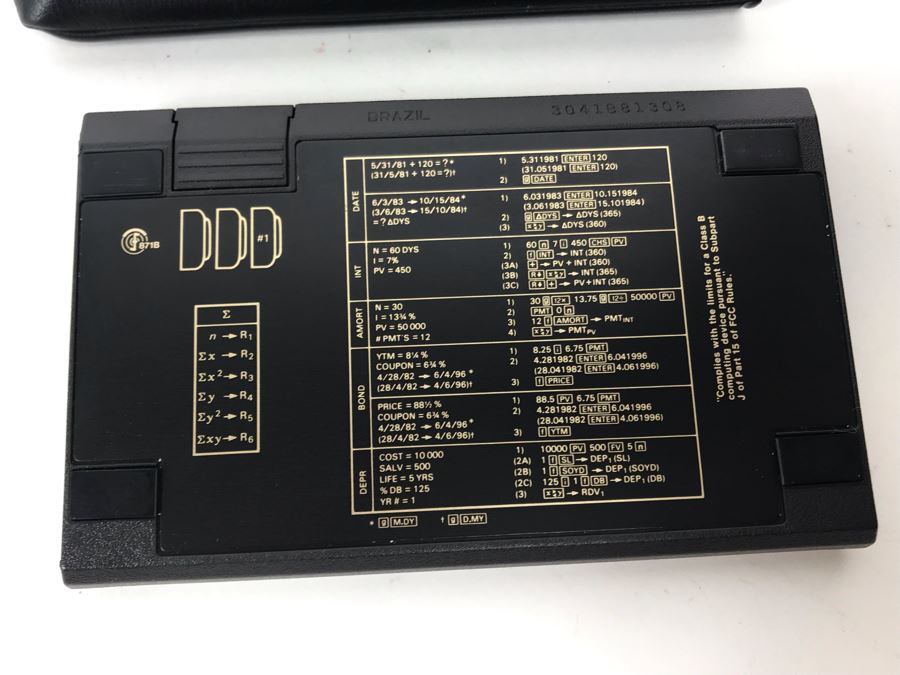 BRAZIL 3041B81308
DATE
5/31/81 + 120 = ?* 1) 5.311981 ENTER 120
(31/5/81 + 120 = ?)† (31.051981 ENTER 120)
2) g DATE
6/3/83 → 10/15/84* 1) 6.031983 ENTER 10.151984
(3/6/83 → 15/10/84)† (3.061983 ENTER 15.101984)
= ? ΔDYS 2) g ΔDYS → ΔDYS (365)
(3) x≷y → ΔDYS (360)
INT
N = 60 DYS 1) 60 n 7 i 450 CHS PV
I = 7% 2) f INT → INT (360)
PV = 450 (3A) + → PV + INT (360)
(3B) R↓ x≷y → INT (365)
(3C) R↓ + → PV + INT (365)
AMORT
N = 30 1) 30 g 12× 13.75 g 12÷ 50000 PV
I = 13¾ % 2) PMT 0 n
PV = 50 000 3) 12 f AMORT → PMT INT
# PMT'S = 12 4) x≷y → PMT PV
BOND
YTM = 8¼ % 1) 8.25 i 6.75 PMT
COUPON = 6¾ % 2) 4.281982 ENTER 6.041996
4/28/82 → 6/4/96* (28.041982 ENTER 4.061996)
(28/4/82 → 4/6/96)† 3) f PRICE
PRICE = 88½ % 1) 88.5 PV 6.75 PMT
COUPON = 6¾ % 2) 4.281982 ENTER 6.041996
4/28/82 → 6/4/96* (28.041982 ENTER 4.061996)
(28/4/82 → 4/6/96)† 3) f YTM
DEPR
COST = 10 000 1) 10000 PV 500 FV 5 n
SALV = 500 (2A) 1 f SL → DEP₁ (SL)
LIFE = 5 YRS (2B) 1 f SOYD → DEP₁ (SOYD)
% DB = 125 (2C) 125 i 1 f DB → DEP₁ (DB)
YR # = 1 (3) x≷y → RDV₁
* g M.DY † g D.MY
11
871B
#1
Σ
n → R₁
Σx → R₂
Σx² → R₃
Σy → R₄
Σy² → R₅
Σxy → R₆
"Complies with the limits for a Class B
computing device pursuant to Subpart
J of Part 15 of FCC Rules."